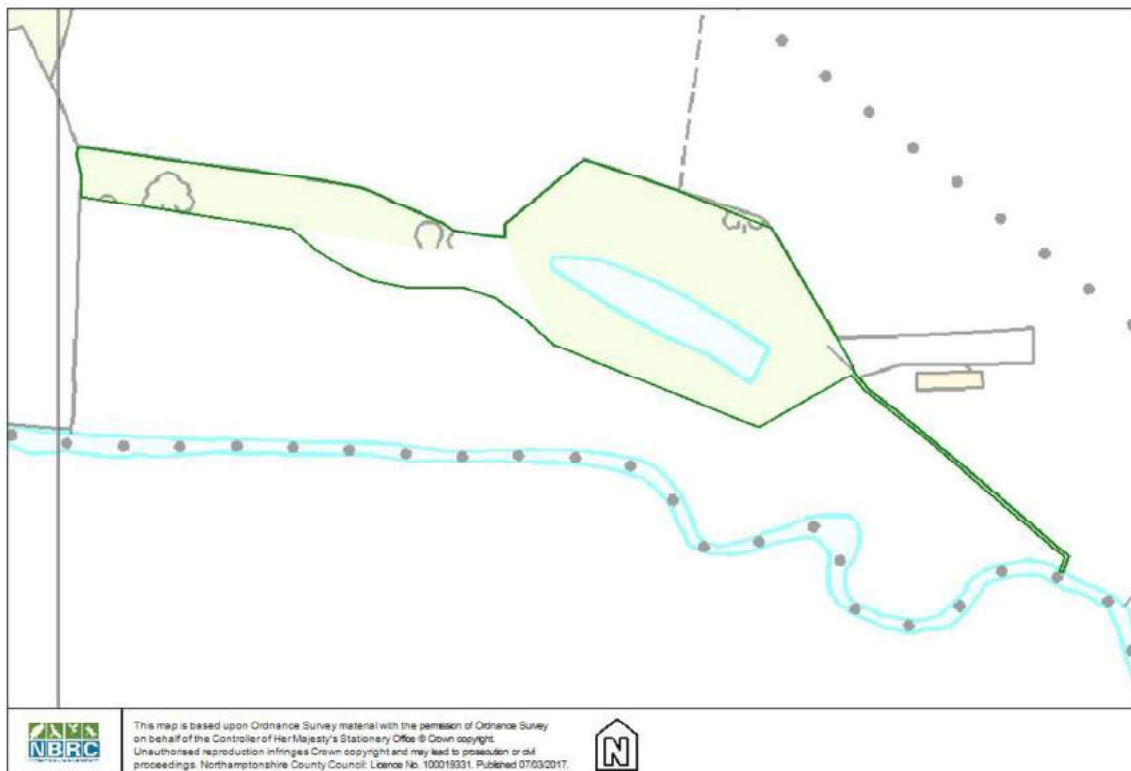 NBRC
This map is based upon Ordnance Survey material with the permission of Ordnance Survey
on behalf of the Controller of Her Majesty's Stationery Office © Crown copyright.
Unauthorised reproduction infringes Crown copyright and may lead to prosecution or civil
proceedings. Northamptonshire County Council: Licence No. 100019331. Published 07/03/2017.
N